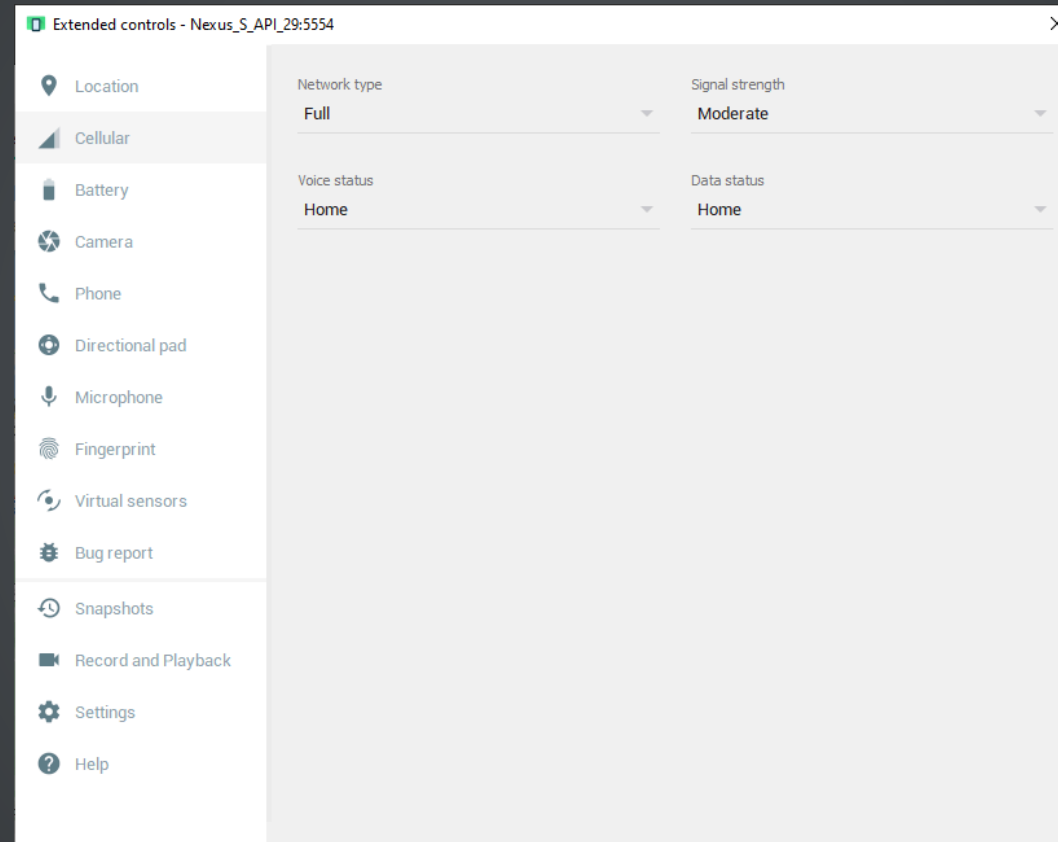 Extended controls - Nexus_S_API_29:5554
Location
Cellular
Battery
Camera
Phone
Directional pad
Microphone
Fingerprint
Virtual sensors
Bug report
Snapshots
Record and Playback
Settings
Help
Network type
Full
Signal strength
Moderate
Voice status
Home
Data status
Home